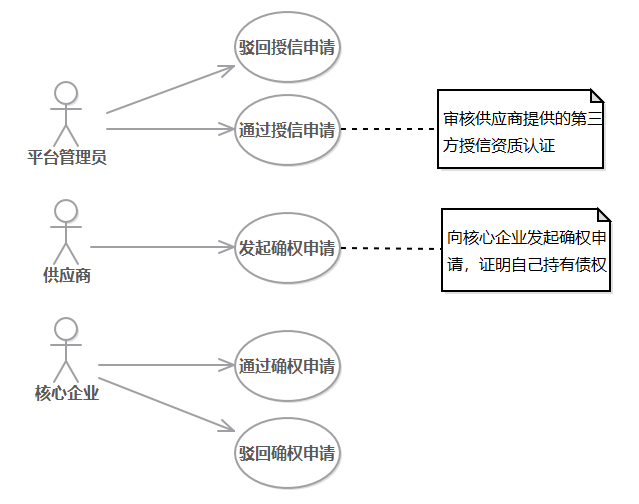 驳回授信申请
平台管理员
通过授信申请
审核供应商提供的第三
方授信资质认证
供应商
发起确权申请
向核心企业发起确权申
请，证明自己持有债权
核心企业
通过确权申请
驳回确权申请